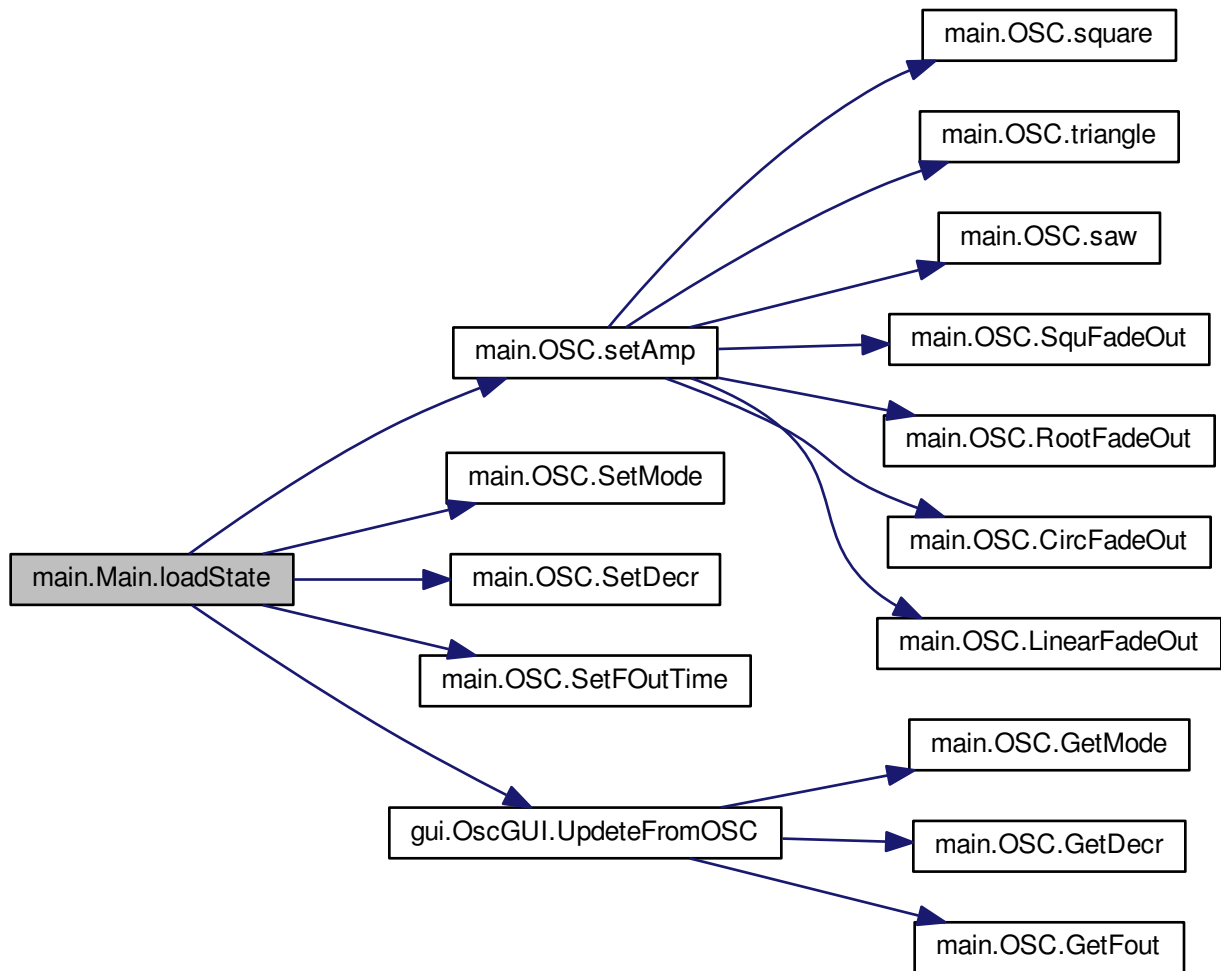 main.OSC.square
main.OSC.triangle
main.OSC.saw
main.OSC.SquFadeOut
main.OSC.setAmp
main.OSC.RootFadeOut
main.OSC.SetMode
main.OSC.CircFadeOut
main.Main.loadState
main.OSC.SetDecr
main.OSC.LinearFadeOut
main.OSC.SetFOutTime
main.OSC.GetMode
gui.OscGUI.UpdeteFromOSC
main.OSC.GetDecr
main.OSC.GetFout